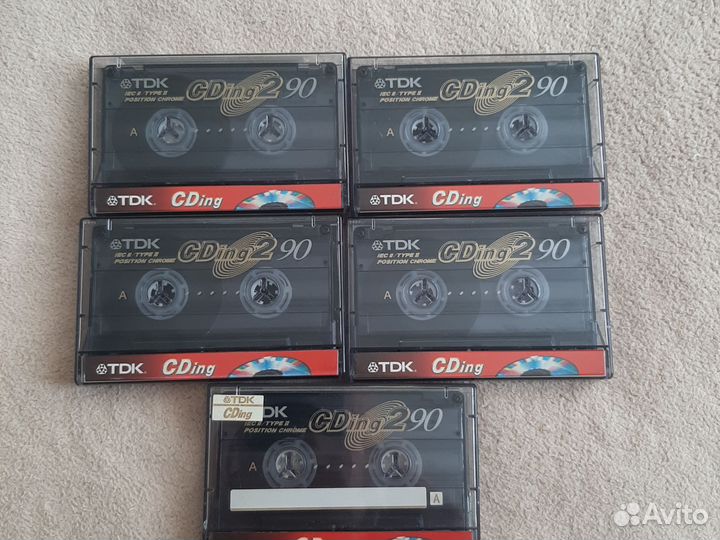 TDK CDing2 90
IEC II / TYPE II
POSITION CHROME
A
TDK. CDing
TDK CDing2 90
IEC II / TYPE II
POSITION CHROME
A
TDK. CDing
TDK CDing2 90
IEC II / TYPE II
POSITION CHROME
A
TDK. CDing
TDK CDing2 90
IEC II / TYPE II
POSITION CHROME
A
TDK. CDing
TDK
CDing
TDK CDing2 90
IEC II / TYPE II
POSITION CHROME
A
A
CDing
Avito